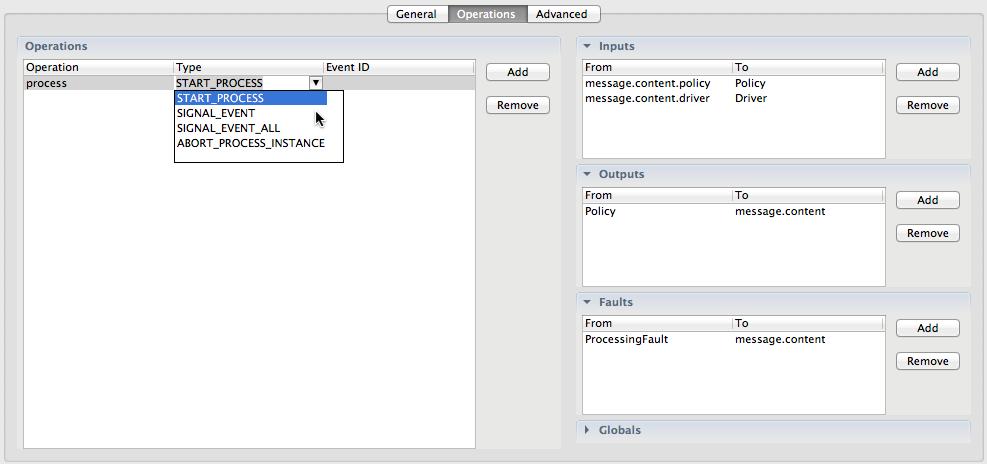 General Operations Advanced
Operations
Operation Type Event ID
process START_PROCESS
START_PROCESS
SIGNAL_EVENT
SIGNAL_EVENT_ALL
ABORT_PROCESS_INSTANCE
Add
Remove
Inputs
From To
message.content.policy Policy
message.content.driver Driver
Add
Remove
Outputs
From To
Policy message.content
Add
Remove
Faults
From To
ProcessingFault message.content
Add
Remove
Globals